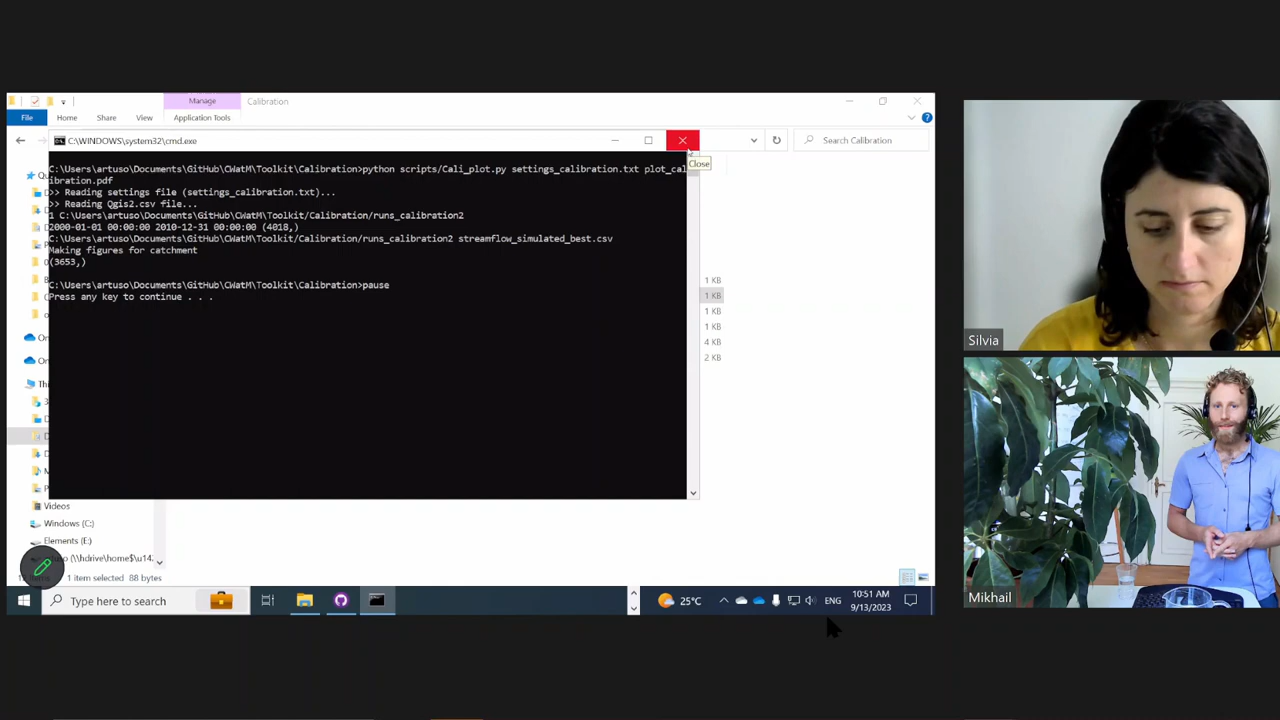 Manage
Calibration
File
Home
Share
View
Application Tools
C:\WINDOWS\system32\cmd.exe
Search Calibration
Close
C:\Users\artuso\Documents\GitHub\CWatM\Toolkit\Calibration>python scripts/Cali_plot.py settings_calibration.txt plot_cal
ibration.pdf
>> Reading settings file (settings_calibration.txt)...
>> Reading Qgis2.csv file...
1 C:\Users\artuso\Documents\GitHub\CWatM\Toolkit/Calibration/runs_calibration2
2000-01-01 00:00:00 2010-12-31 00:00:00 (4018,)
C:\Users\artuso\Documents\GitHub\CWatM\Toolkit/Calibration/runs_calibration2 streamflow_simulated_best.csv
Making figures for catchment
(3653,)
C:\Users\artuso\Documents\GitHub\CWatM\Toolkit\Calibration>pause
Press any key to continue . . .
1 KB
1 KB
1 KB
1 KB
4 KB
2 KB
Videos
Windows (C:)
Elements (E:)
(\\hdrive\home$\u14
1 item selected 88 bytes
Type here to search
25°C
ENG
10:51 AM
9/13/2023
Silvia
Mikhail